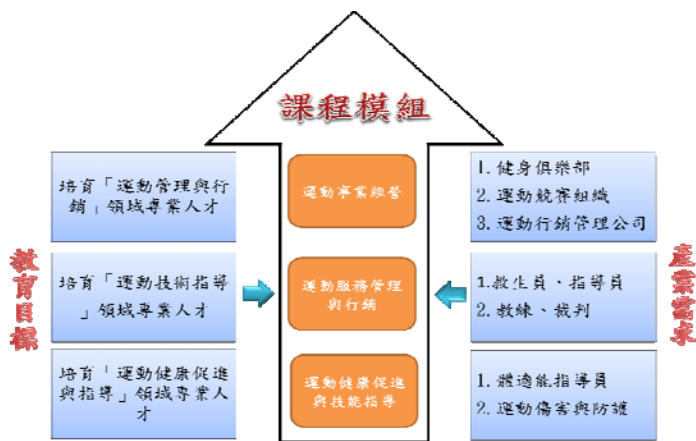 課程模組
教育目標
培育「運動管理與行
銷」領域專業人才
培育「運動技術指導
」領域專業人才
培育「運動健康促進
與指導」領域專業人
才
運動事業經營
運動服務管理
與行銷
運動健康促進
與技能指導
1. 健身俱樂部
2. 運動競賽組織
3. 運動行銷管理公司
1.救生員、指導員
2.教練、裁判
1.體適能指導員
2.運動傷害與防護
產業需求